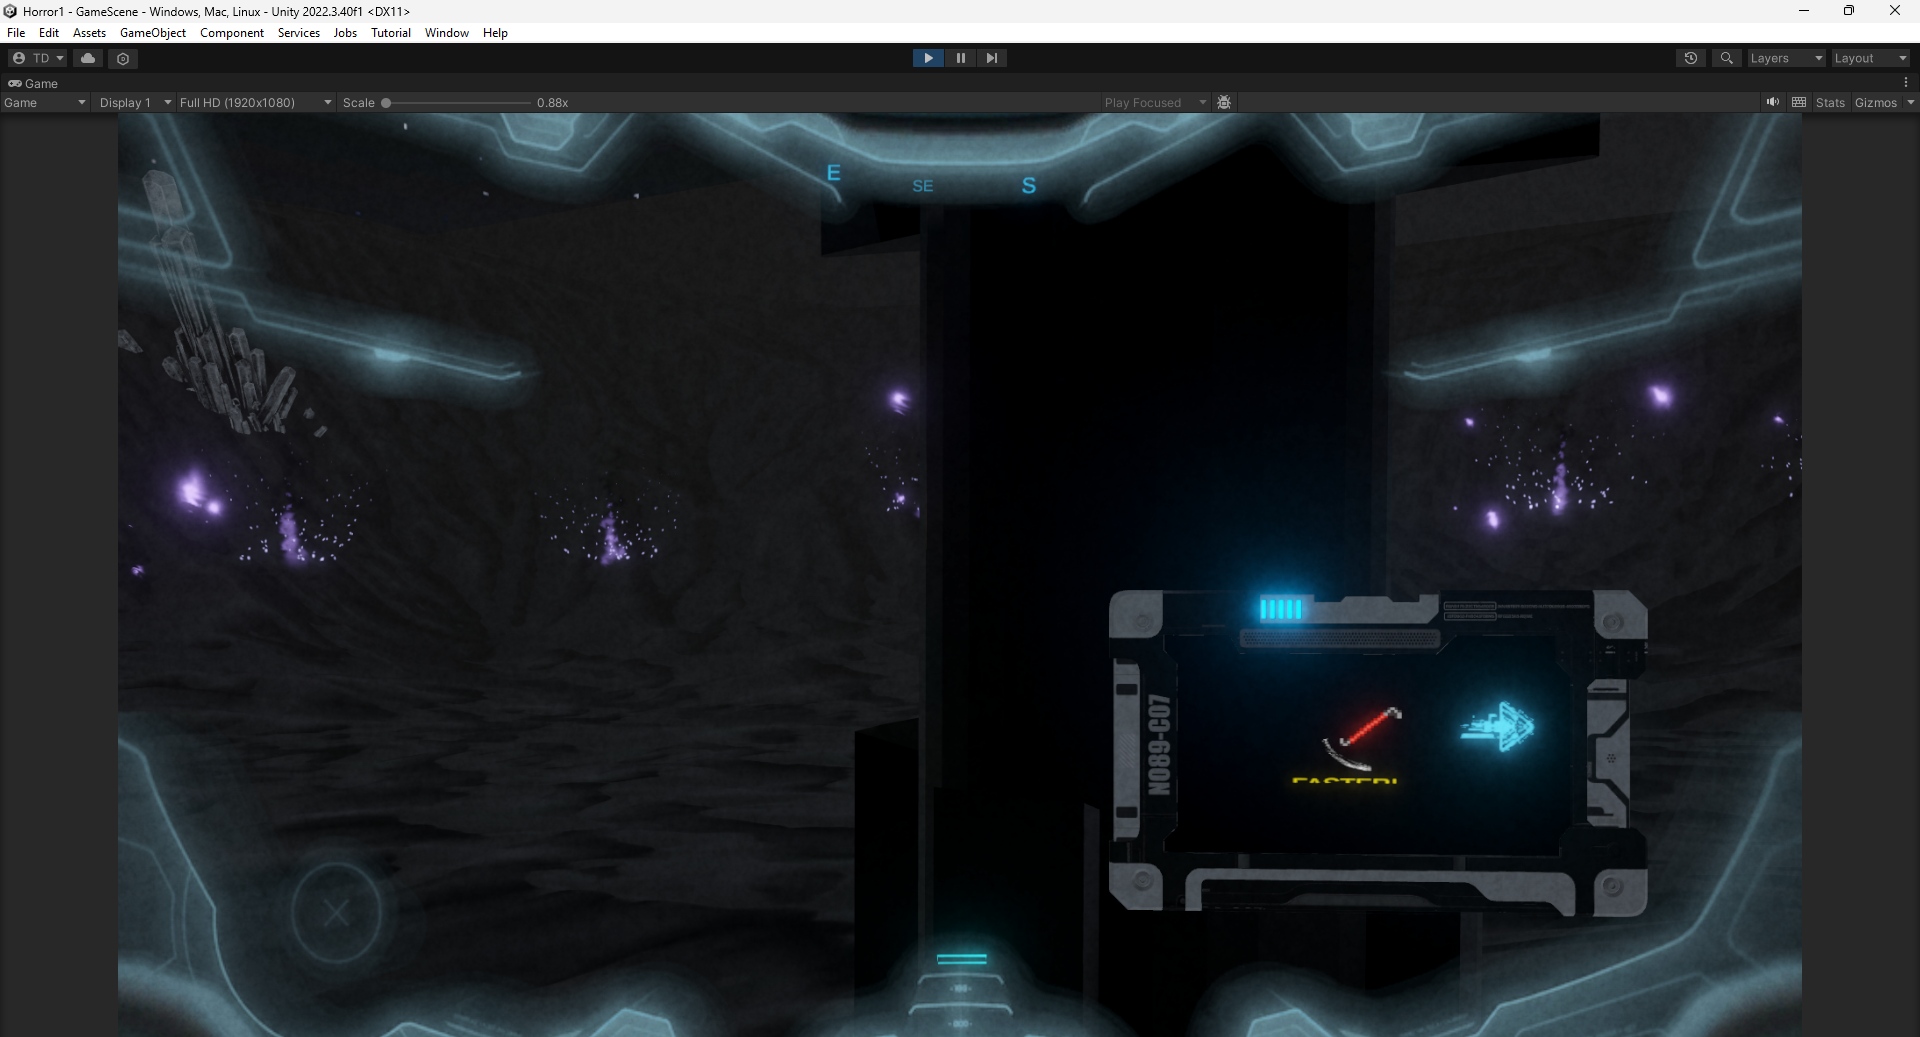 Horror1 - GameScene - Windows, Mac, Linux - Unity 2022.3.40f1 <DX11>
File Edit Assets GameObject Component Services Jobs Tutorial Window Help
TD Layers Layout
Game
Game Display 1 Full HD (1920x1080) Scale 0.88x Play Focused Stats Gizmos
E SE S
N089-C07
FASTER!